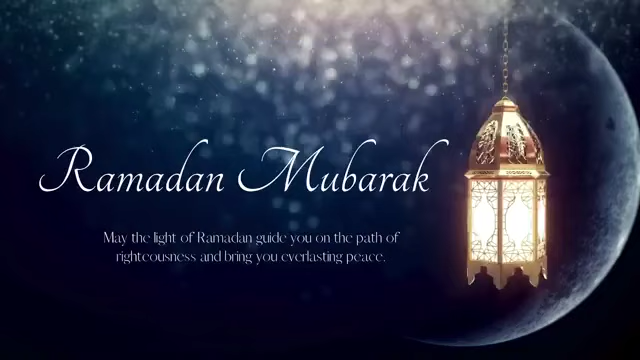 Ramadan Mubarak
May the light of Ramadan guide you on the path of
righteousness and bring you everlasting peace.